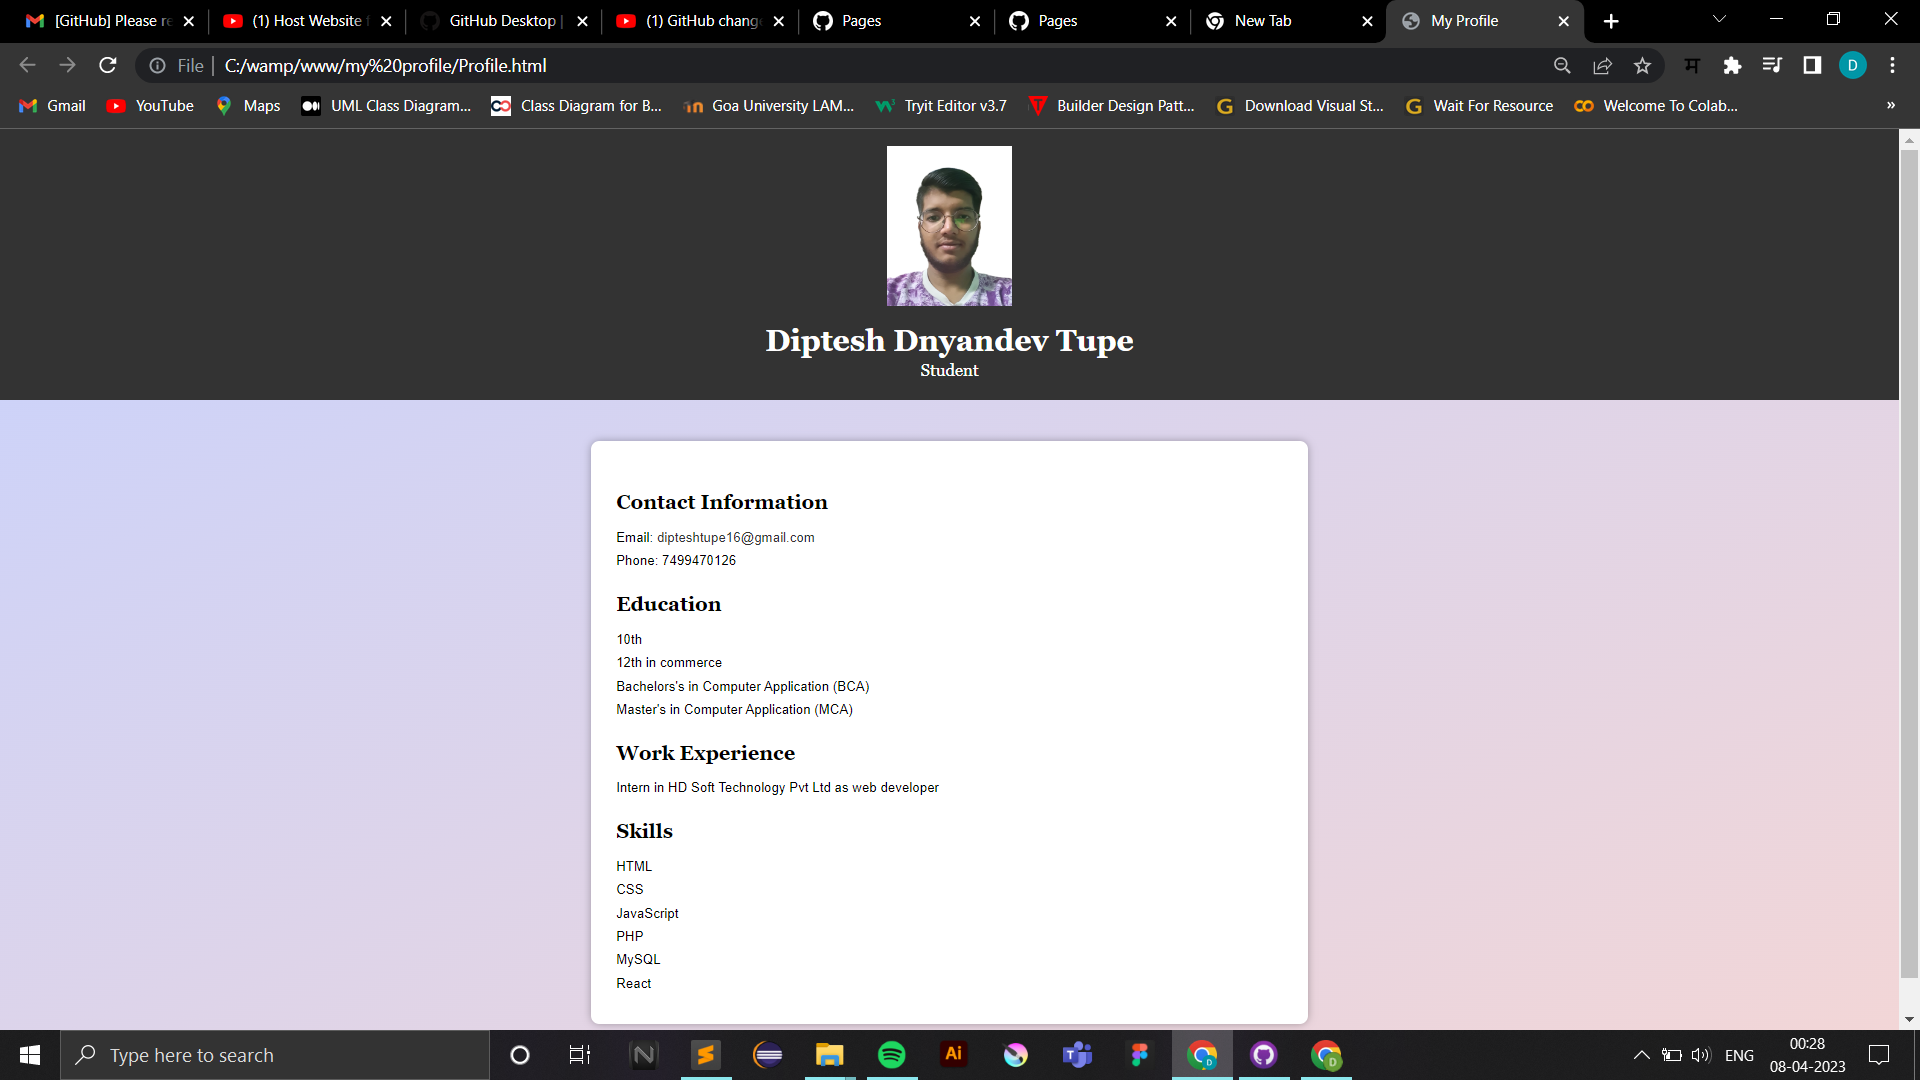 [GitHub] Please re
(1) Host Website f
GitHub Desktop |
(1) GitHub chang
Pages
Pages
New Tab
My Profile
File | C:/wamp/www/my%20profile/Profile.html
म
D
Gmail
YouTube
Maps
UML Class Diagram...
Class Diagram for B...
Goa University LAM...
Tryit Editor v3.7
Builder Design Patt...
Download Visual St...
Wait For Resource
Welcome To Colab...
»
Diptesh Dnyandev Tupe
Student
Contact Information
Email: dipteshtupe16@gmail.com
Phone: 7499470126
Education
10th
12th in commerce
Bachelors's in Computer Application (BCA)
Master's in Computer Application (MCA)
Work Experience
Intern in HD Soft Technology Pvt Ltd as web developer
Skills
HTML
CSS
JavaScript
PHP
MySQL
React
Type here to search
N
Ai
ENG
00:28
08-04-2023